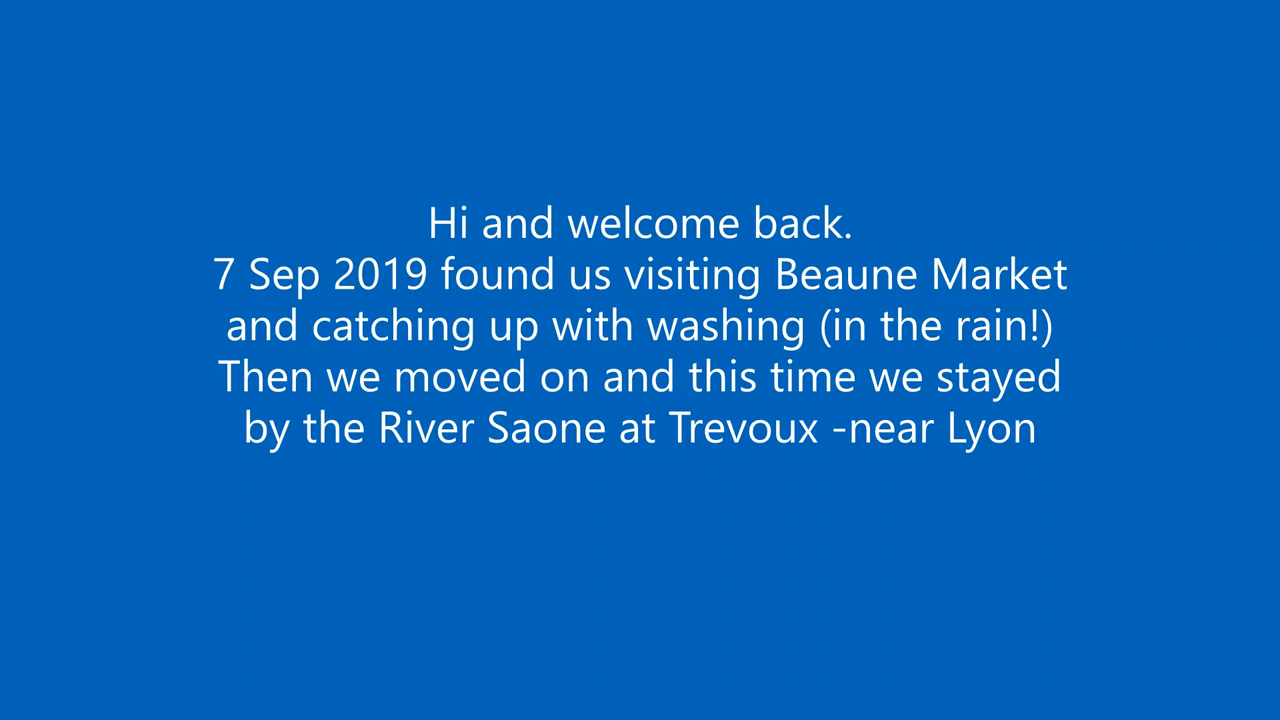 Hi and welcome back.
7 Sep 2019 found us visiting Beaune Market
and catching up with washing (in the rain!)
Then we moved on and this time we stayed
by the River Saone at Trevoux -near Lyon